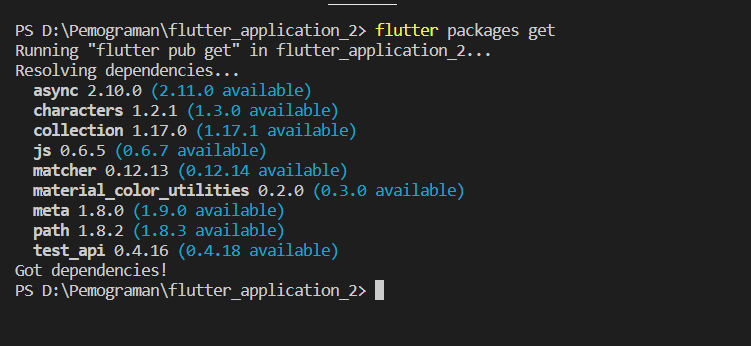 PS D:\Pemograman\flutter_application_2> flutter packages get
Running "flutter pub get" in flutter_application_2...
Resolving dependencies...
  async 2.10.0 (2.11.0 available)
  characters 1.2.1 (1.3.0 available)
  collection 1.17.0 (1.17.1 available)
  js 0.6.5 (0.6.7 available)
  matcher 0.12.13 (0.12.14 available)
  material_color_utilities 0.2.0 (0.3.0 available)
  meta 1.8.0 (1.9.0 available)
  path 1.8.2 (1.8.3 available)
  test_api 0.4.16 (0.4.18 available)
Got dependencies!
PS D:\Pemograman\flutter_application_2>